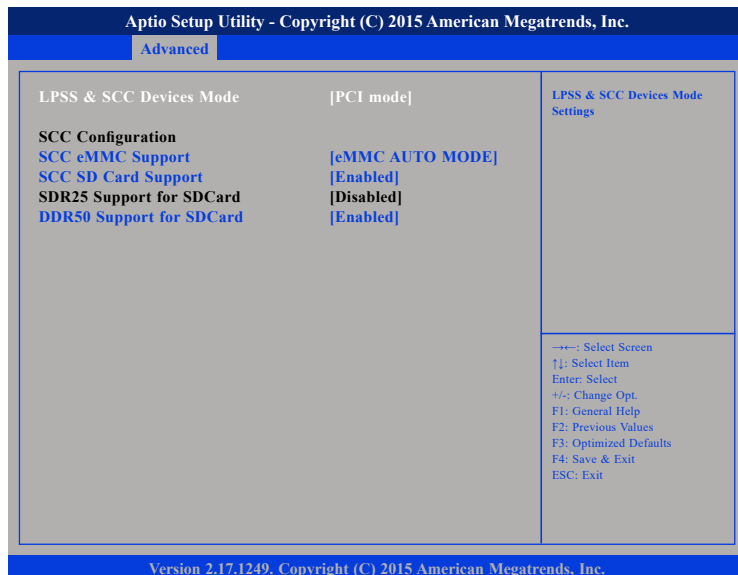 Aptio Setup Utility - Copyright (C) 2015 American Megatrends, Inc.
Advanced
LPSS & SCC Devices Mode [PCI mode]
SCC Configuration
SCC eMMC Support [eMMC AUTO MODE]
SCC SD Card Support [Enabled]
SDR25 Support for SDCard [Disabled]
DDR50 Support for SDCard [Enabled]
LPSS & SCC Devices Mode
Settings
→←: Select Screen
↑↓: Select Item
Enter: Select
+/-: Change Opt.
F1: General Help
F2: Previous Values
F3: Optimized Defaults
F4: Save & Exit
ESC: Exit
Version 2.17.1249. Copyright (C) 2015 American Megatrends, Inc.